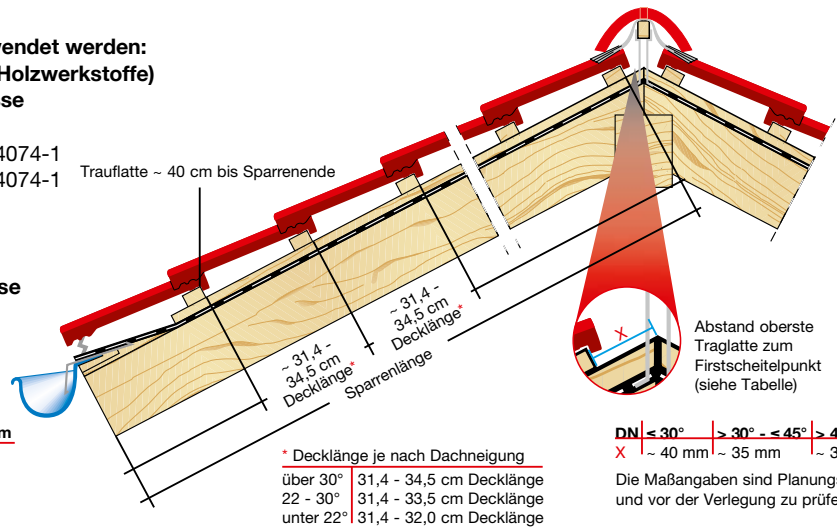 wendet werden:
Holzwerkstoffe)
sse
4074-1
4074-1
Trauflatte ~ 40 cm bis Sparrenende
se
m
~ 31,4 -
34,5 cm
Decklänge*
~ 31,4 -
34,5 cm
Decklänge*
Sparrenlänge
X
Abstand oberste
Traglatte zum
Firstscheitelpunkt
(siehe Tabelle)
* Decklänge je nach Dachneigung
über 30° 31,4 - 34,5 cm Decklänge
22 - 30° 31,4 - 33,5 cm Decklänge
unter 22° 31,4 - 32,0 cm Decklänge
DN ≤ 30° > 30° - ≤ 45° > 4
X ~ 40 mm ~ 35 mm ~ 3
Die Maßangaben sind Planungs
und vor der Verlegung zu prüfe